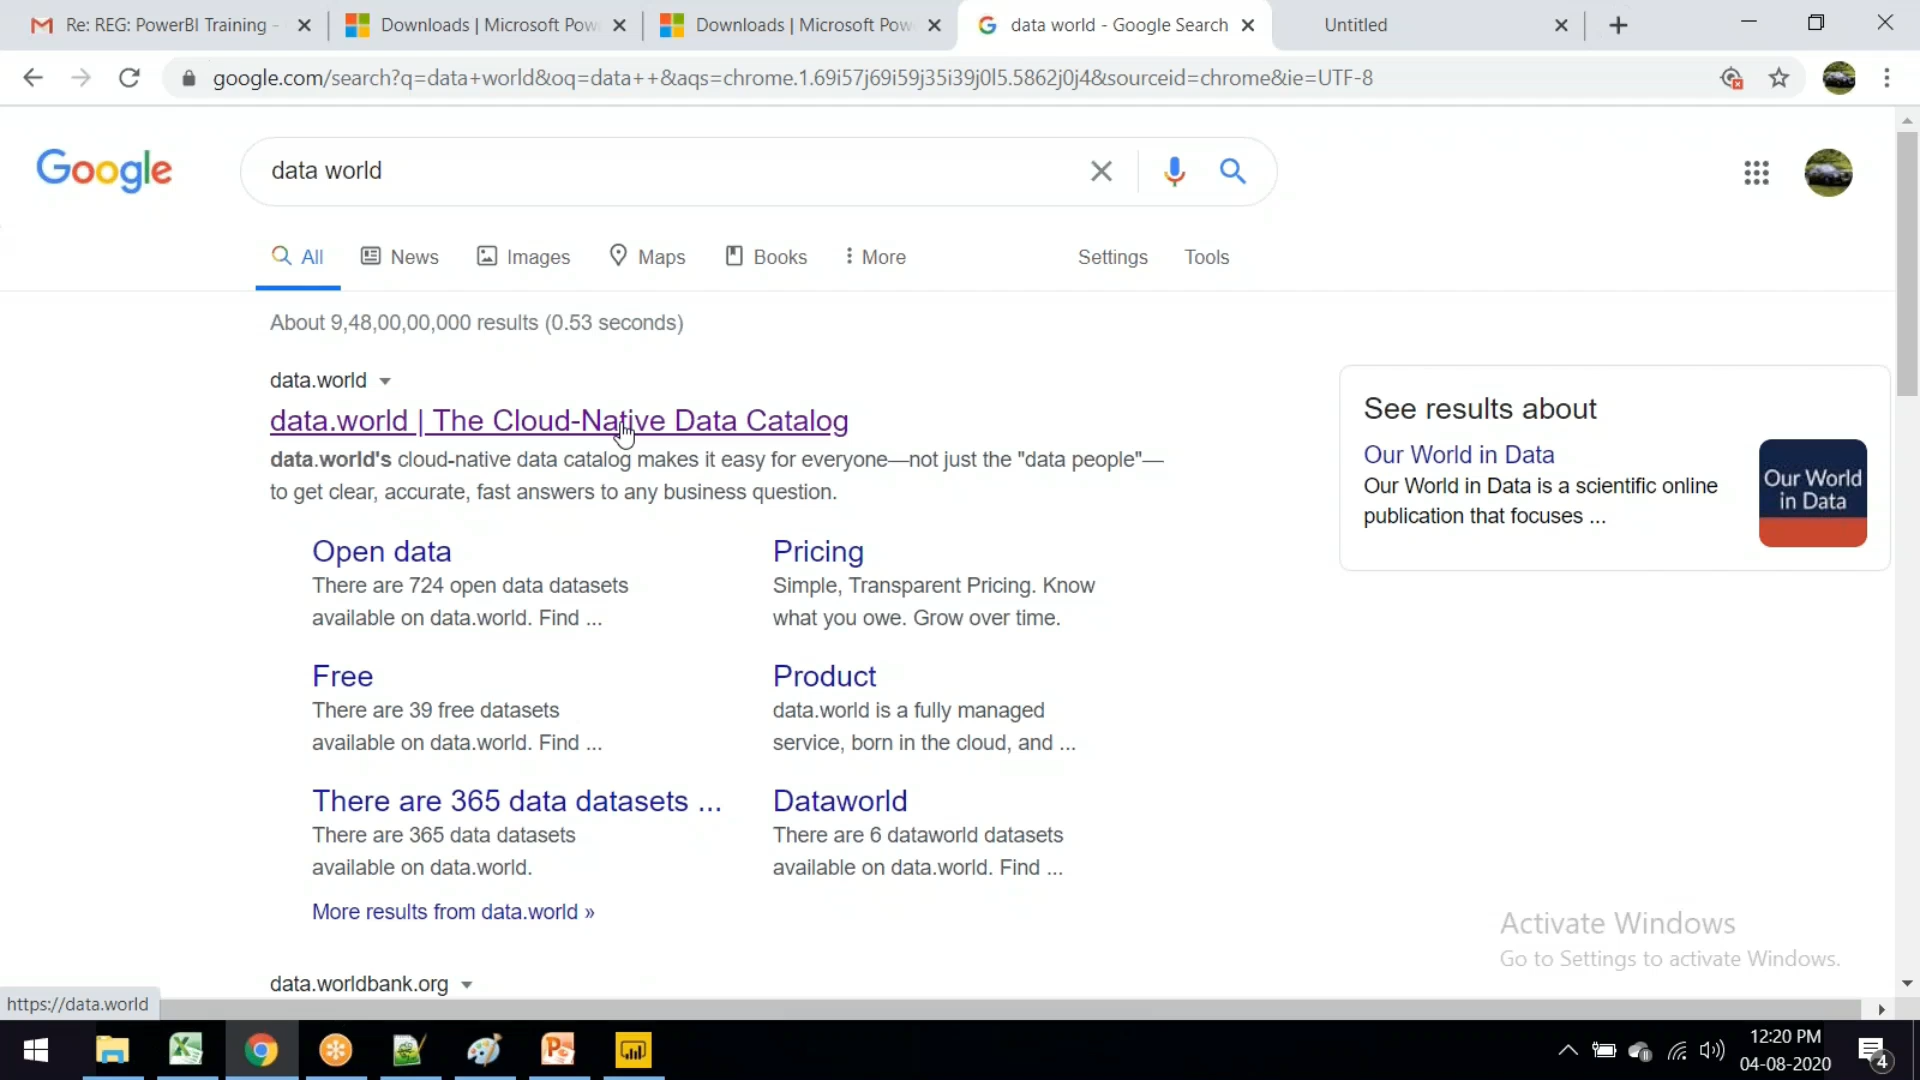 Re: REG: PowerBI Training -
Downloads | Microsoft Pow
Downloads | Microsoft Pow
data world - Google Search
Untitled
google.com/search?q=data+world&oq=data++&aqs=chrome.1.69i57j69i59j35i39j0l5.5862j0j4&sourceid=chrome&ie=UTF-8
Google
data world
All
News
Images
Maps
Books
More
Settings
Tools
About 9,48,00,00,000 results (0.53 seconds)
data.world
data.world | The Cloud-Native Data Catalog
data.world's cloud-native data catalog makes it easy for everyone—not just the "data people"—
to get clear, accurate, fast answers to any business question.
Open data
There are 724 open data datasets
available on data.world. Find ...
Pricing
Simple, Transparent Pricing. Know
what you owe. Grow over time.
Free
There are 39 free datasets
available on data.world. Find ...
Product
data.world is a fully managed
service, born in the cloud, and ...
There are 365 data datasets ...
There are 365 data datasets
available on data.world.
Dataworld
There are 6 dataworld datasets
available on data.world. Find ...
More results from data.world »
data.worldbank.org
See results about
Our World in Data
Our World in Data is a scientific online
publication that focuses ...
Our World
in Data
Activate Windows
Go to Settings to activate Windows.
https://data.world
12:20 PM
04-08-2020
4